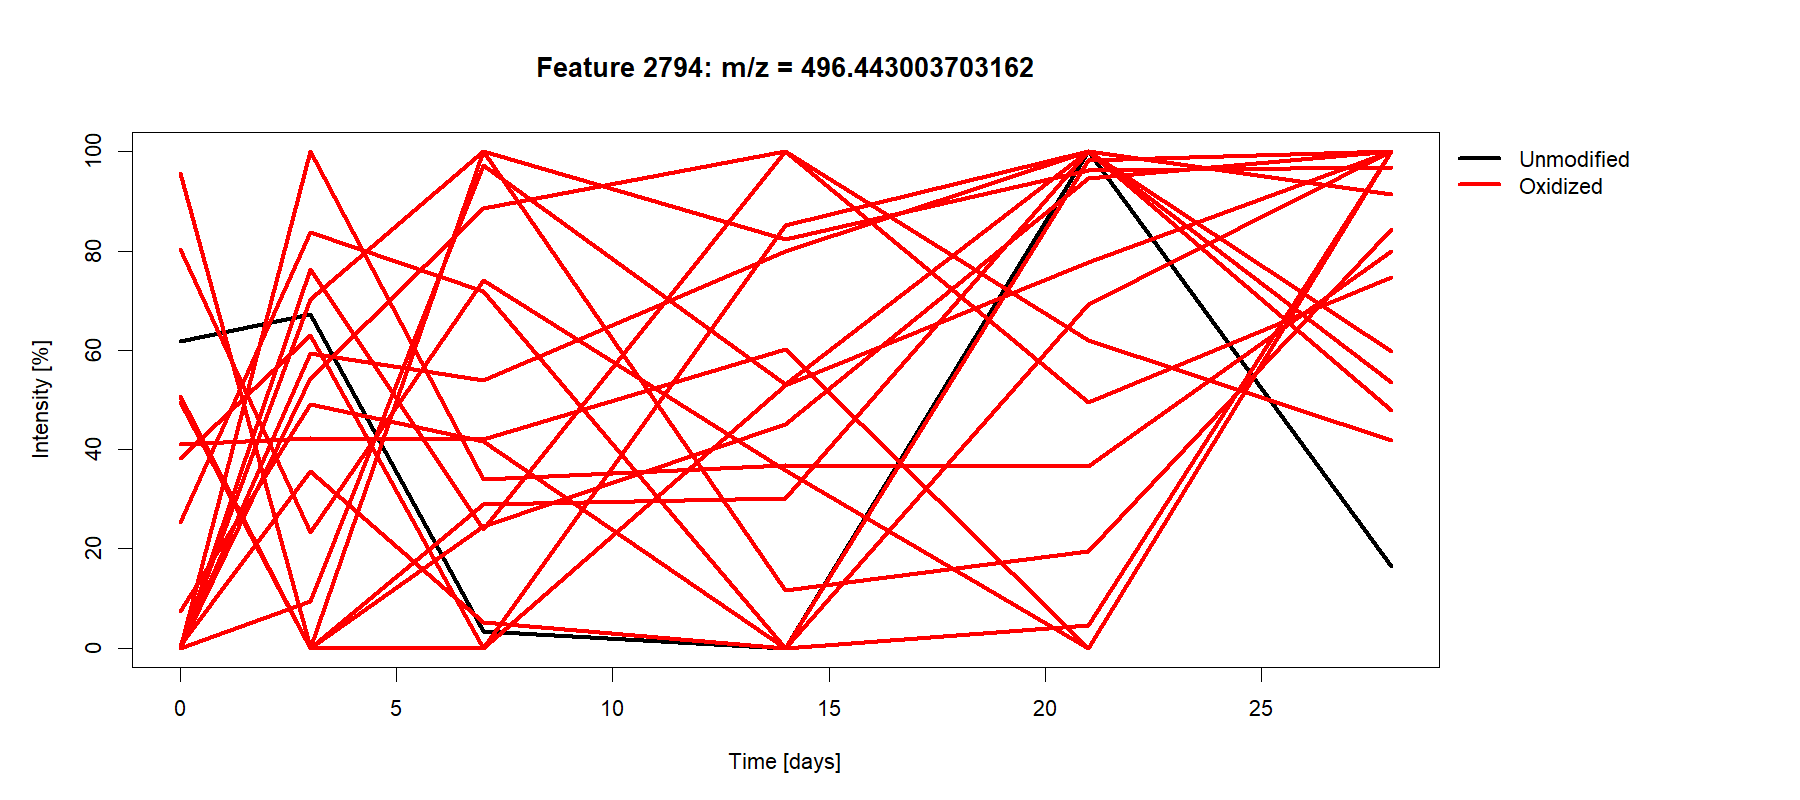 Feature 2794: m/z = 496.443003703162
Unmodified
Oxidized
Intensity [%]
100
80
60
40
20
0
0 5 10 15 20 25
Time [days]